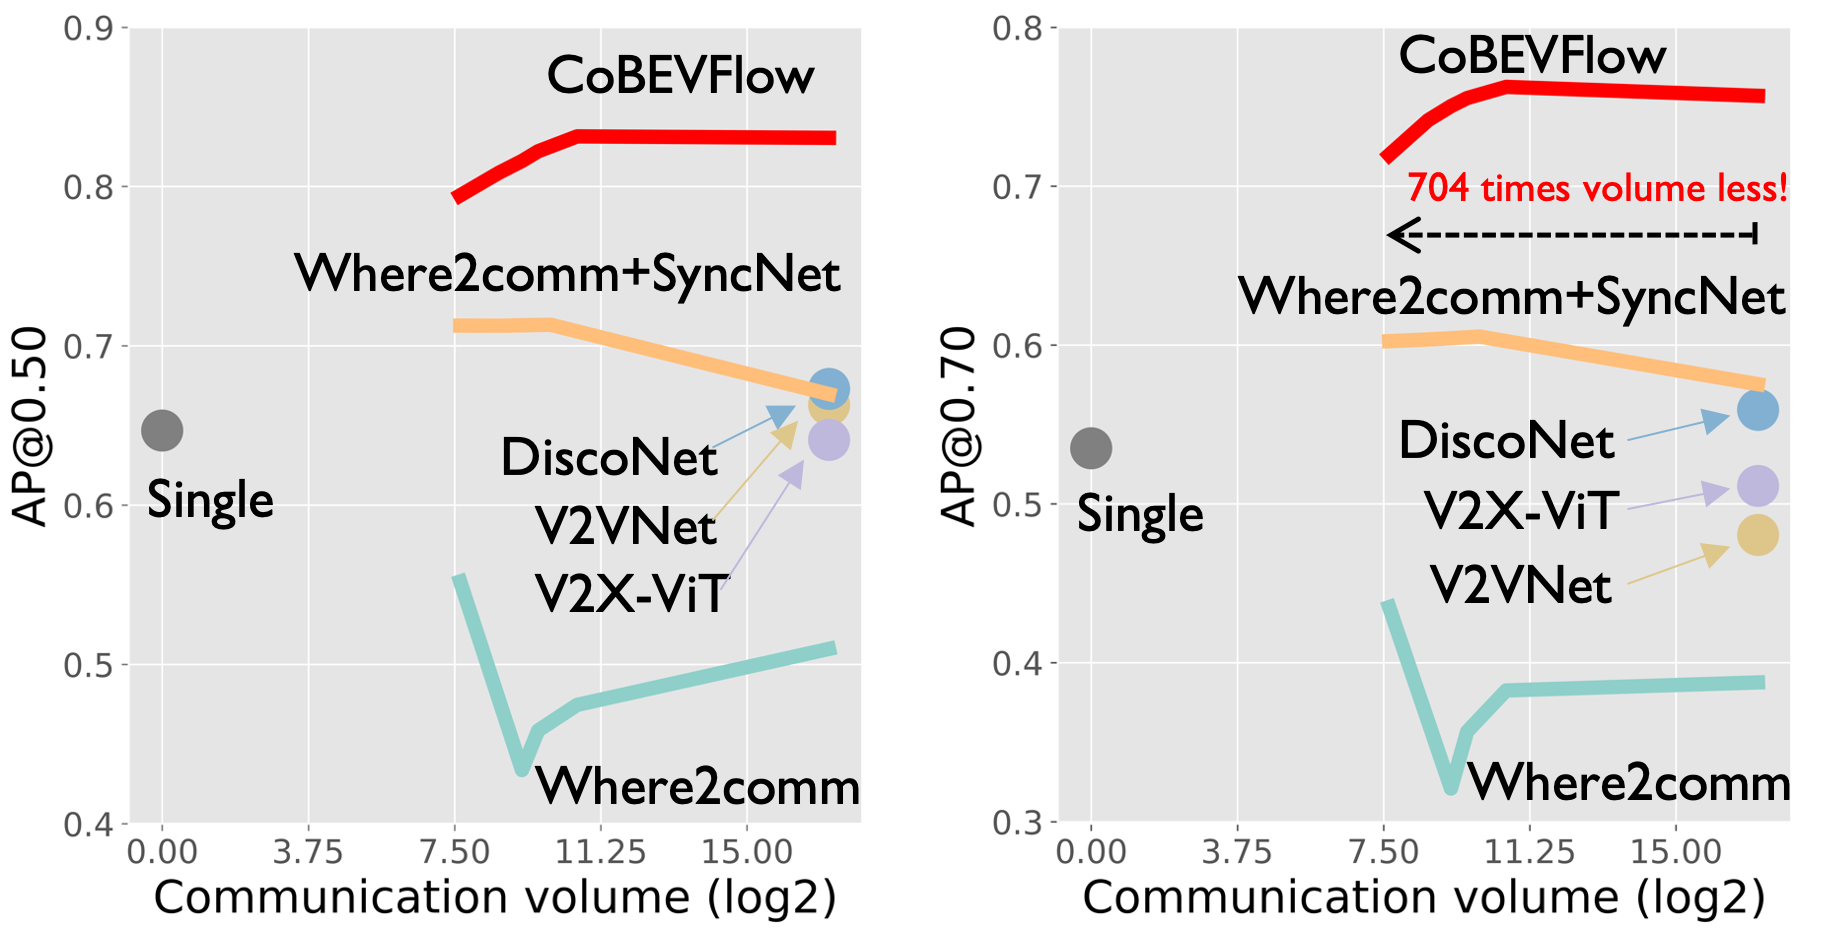 0.9
0.8
0.7
0.6
0.5
0.4
AP@0.50
CoBEVFlow
Where2comm+SyncNet
Single
DiscoNet
V2VNet
V2X-ViT
Where2comm
0.00 3.75 7.50 11.25 15.00
Communication volume (log2)
0.8
0.7
0.6
0.5
0.4
0.3
AP@0.70
CoBEVFlow
704 times volume less!
Where2comm+SyncNet
DiscoNet
Single
V2X-ViT
V2VNet
Where2comm
0.00 3.75 7.50 11.25 15.00
Communication volume (log2)